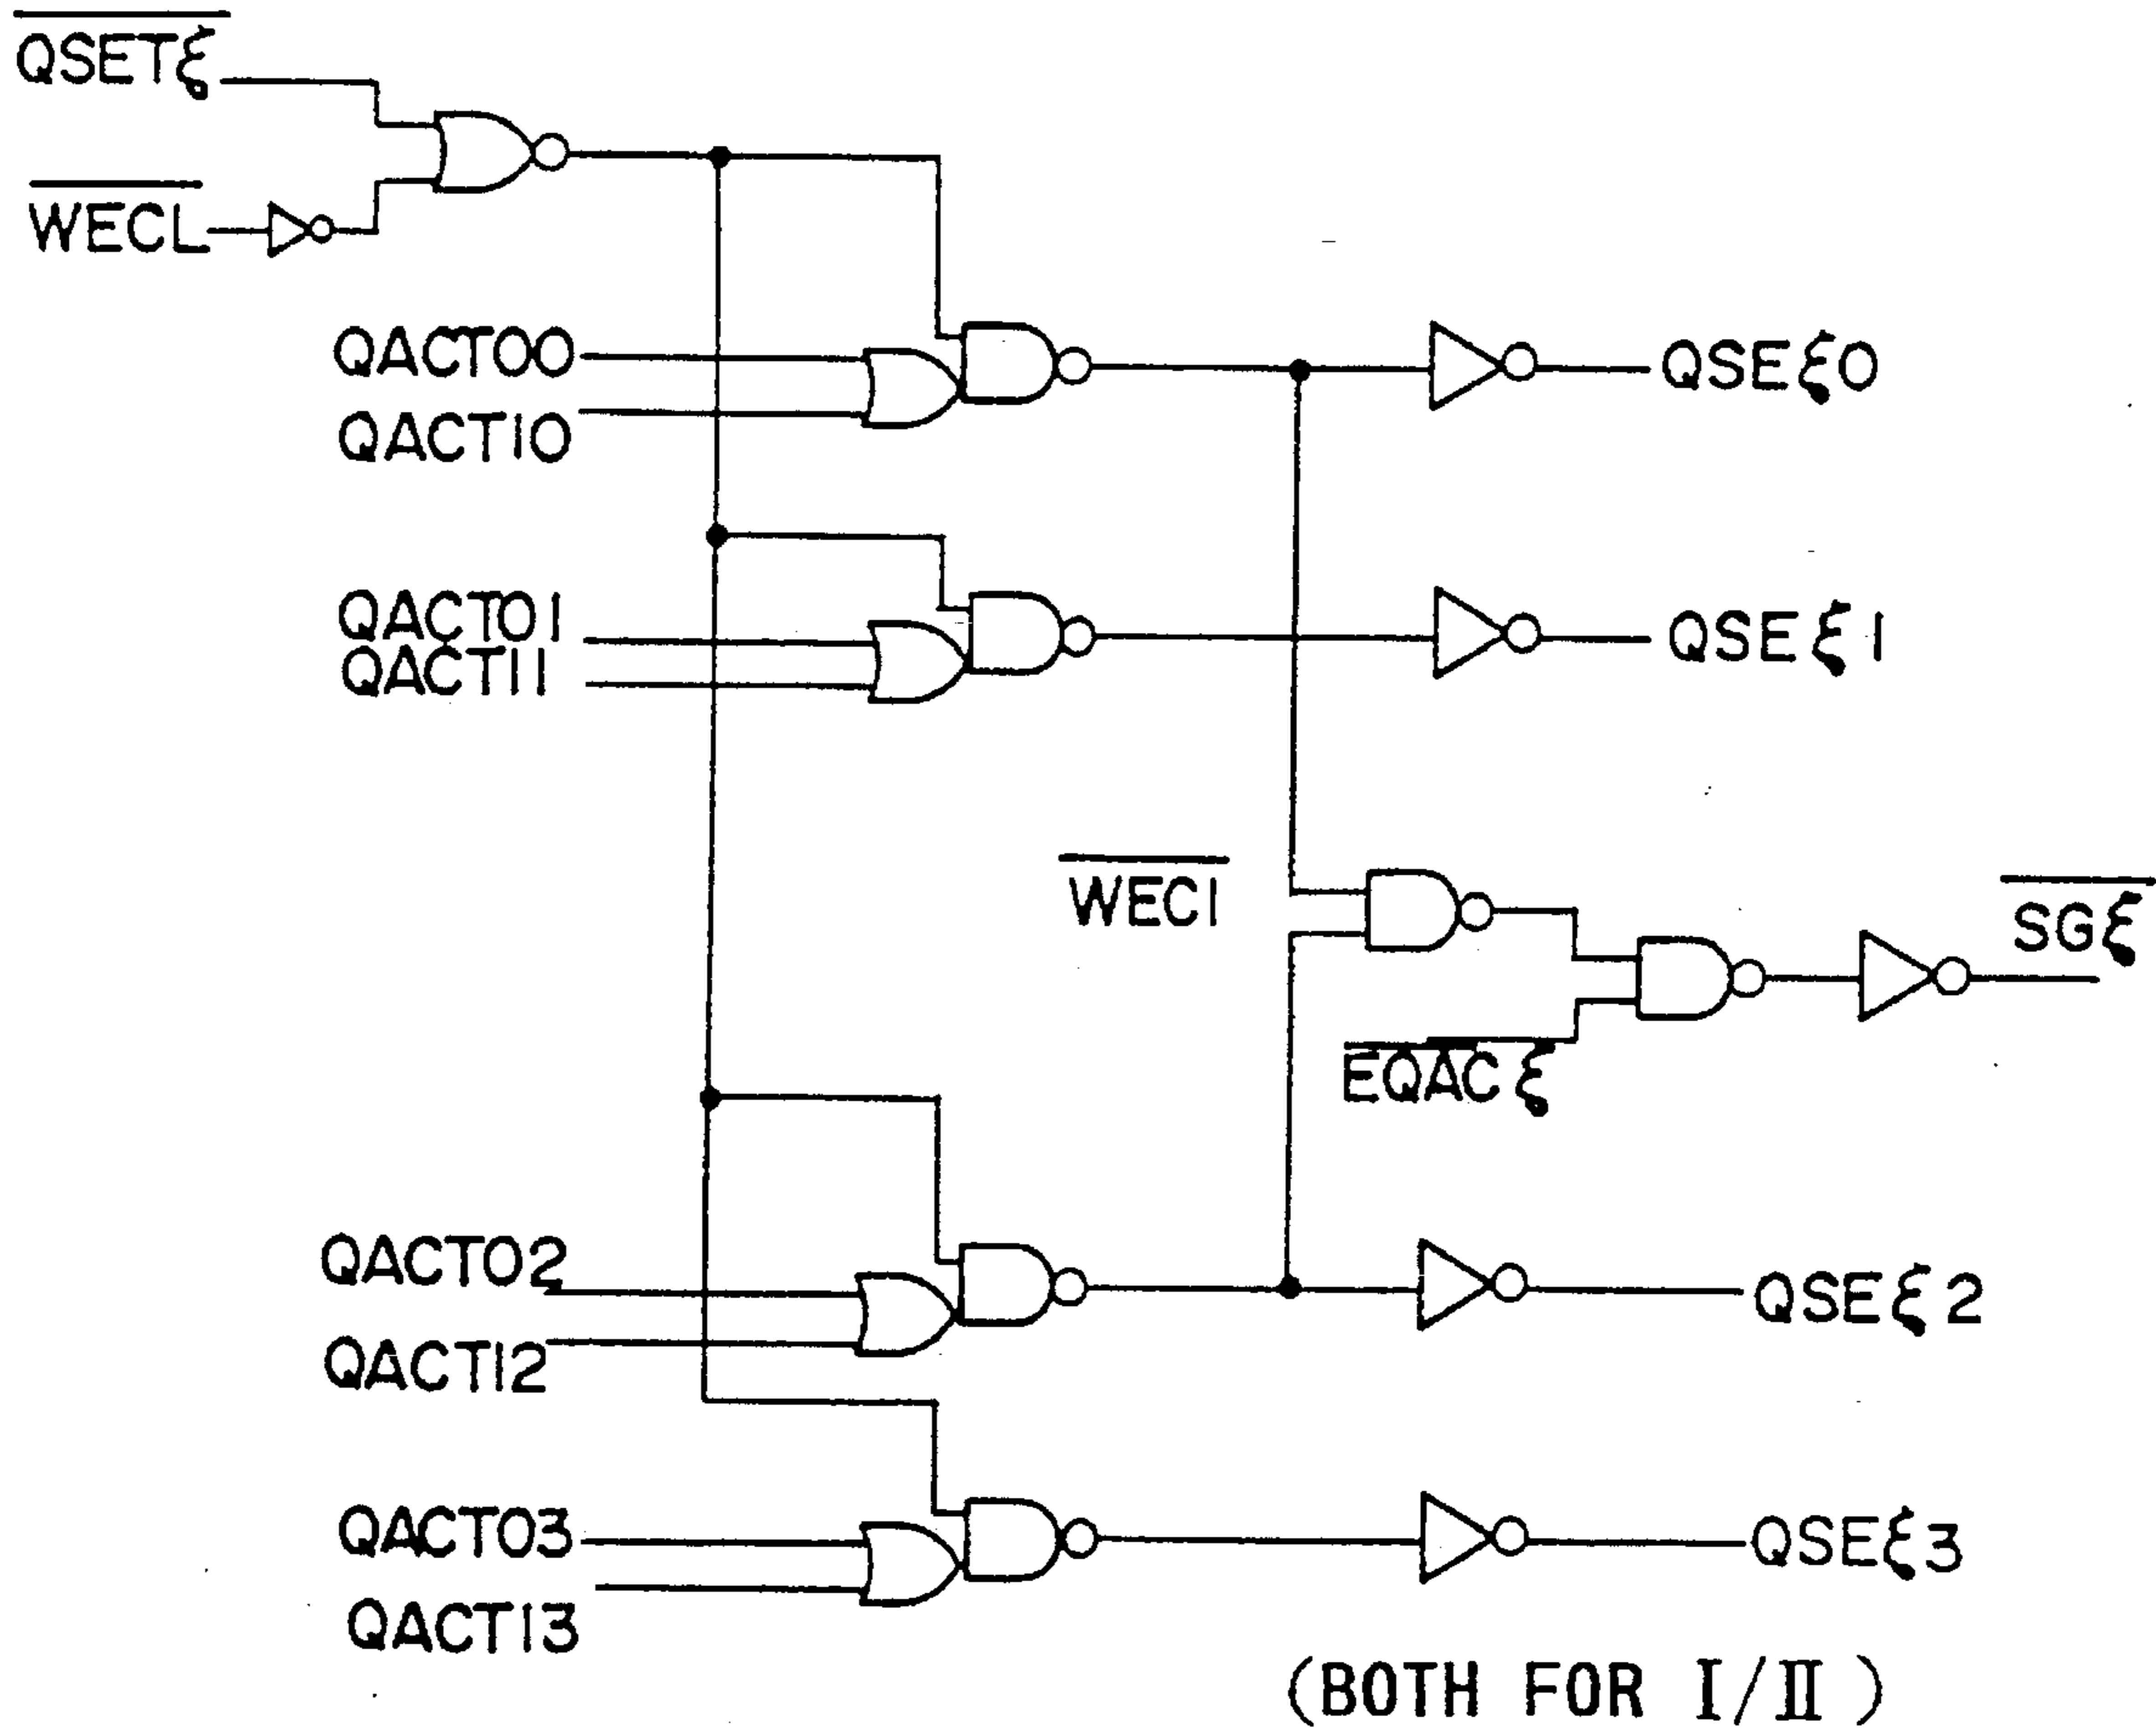 QSETξ
WECL
QACT00
QACT10
QSEξ0
QACT01
QACT11
QSEξ1
WEC1
SGξ
EQACξ
QACT02
QACT12
QSEξ2
QACT03
QACT13
QSEξ3
(BOTH FOR I/II)